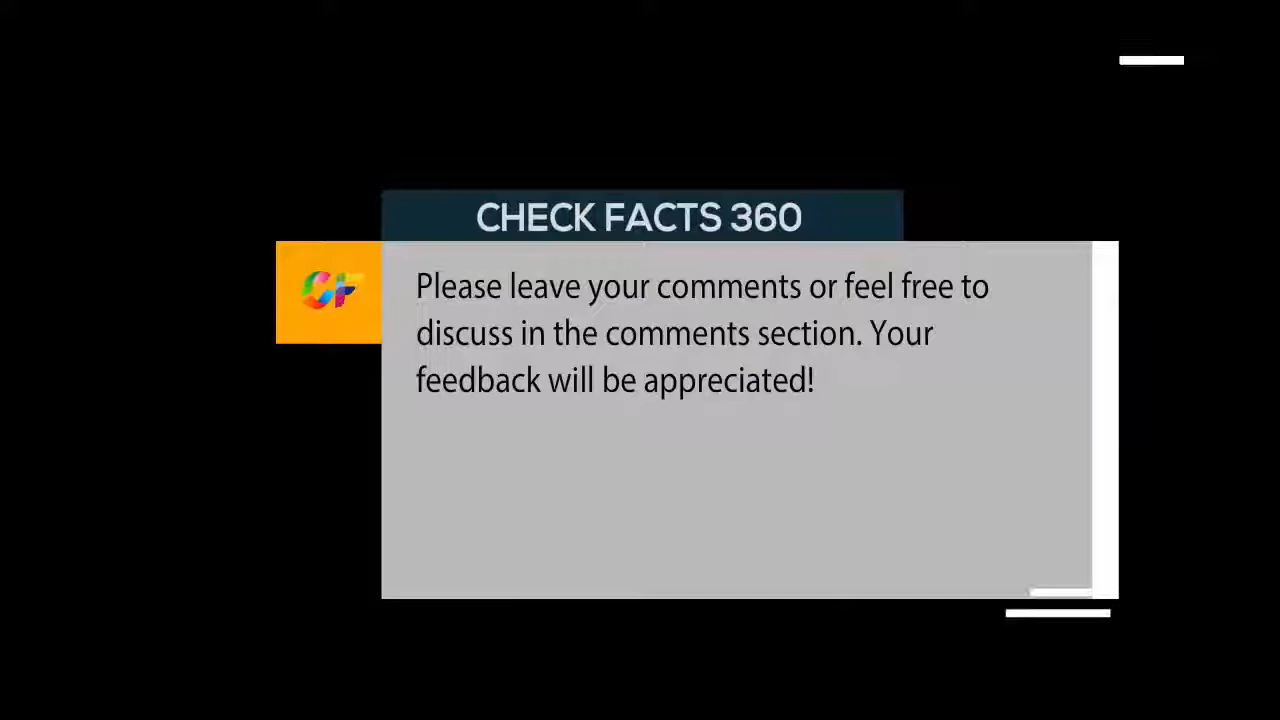 CHECK FACTS 360
CF
Please leave your comments or feel free to
discuss in the comments section. Your
feedback will be appreciated!